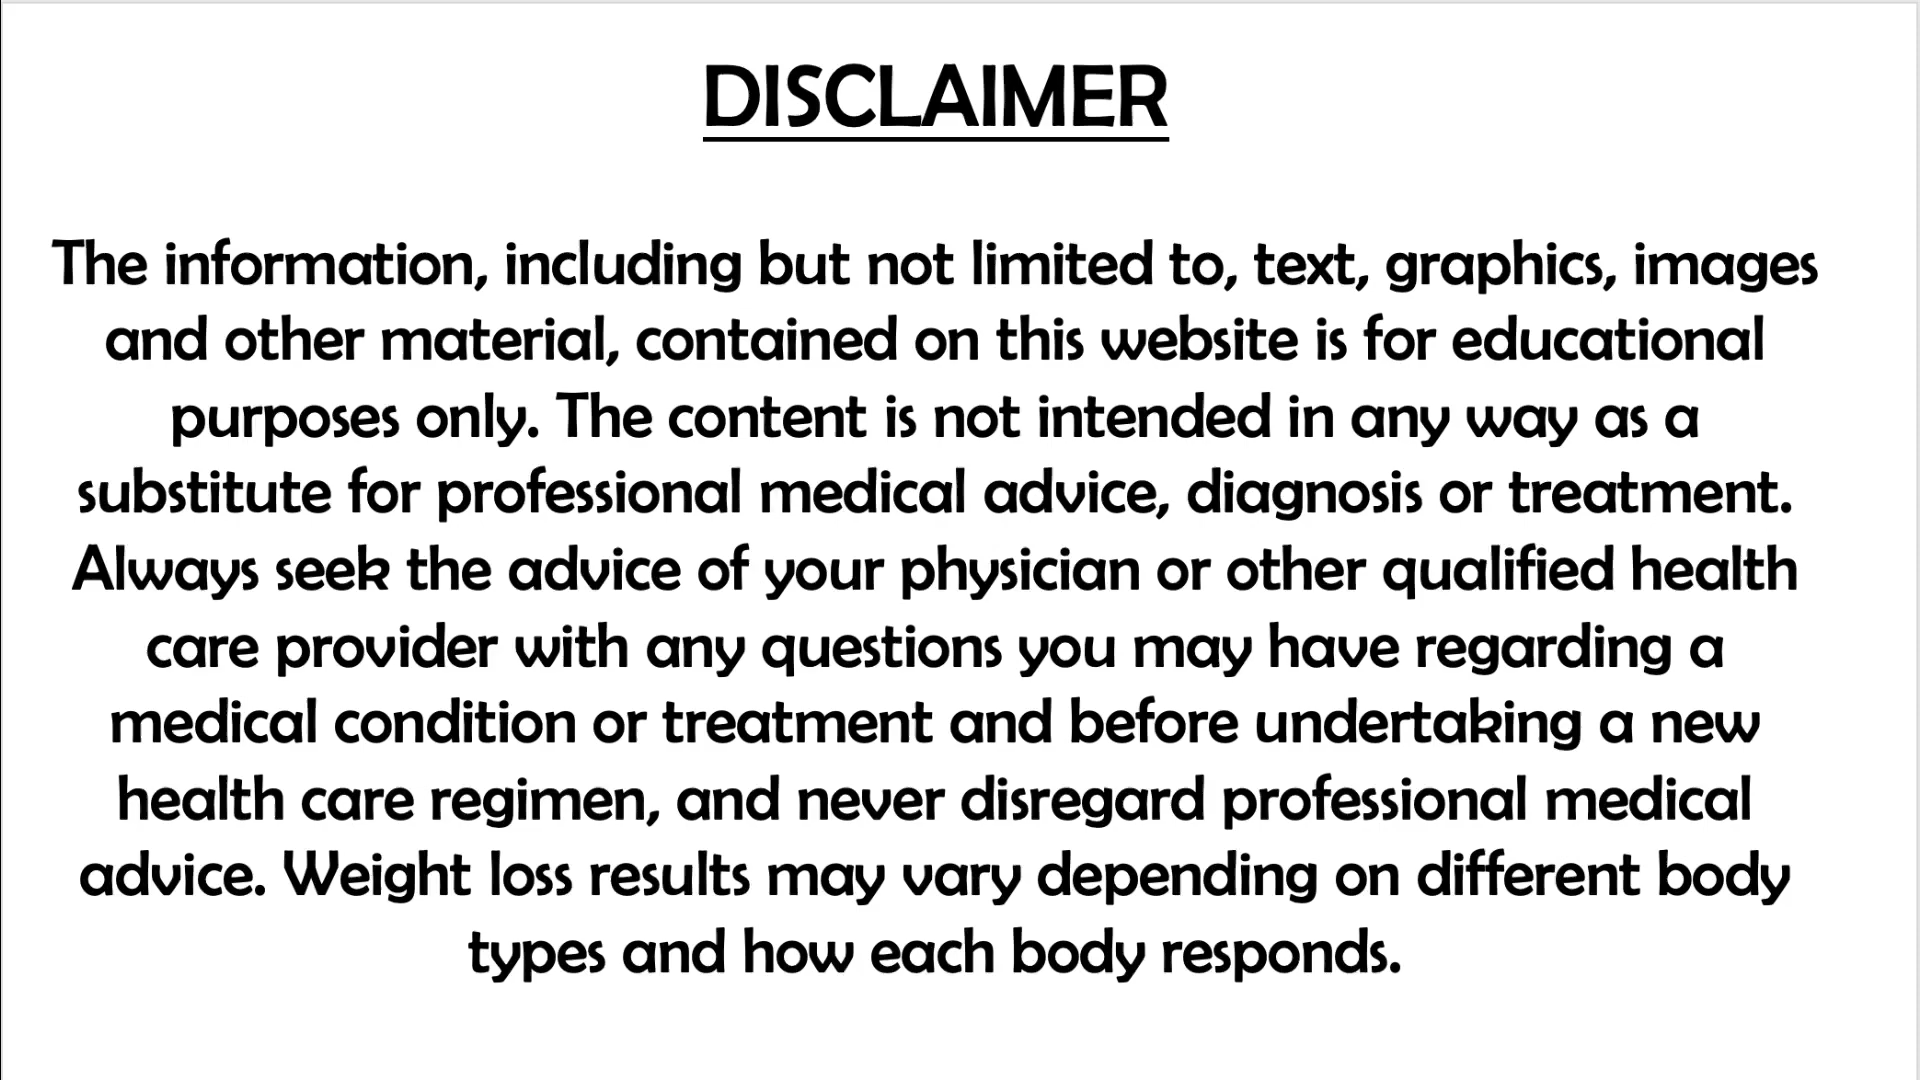 DISCLAIMER
The information, including but not limited to, text, graphics, images
and other material, contained on this website is for educational
purposes only. The content is not intended in any way as a
substitute for professional medical advice, diagnosis or treatment.
Always seek the advice of your physician or other qualified health
care provider with any questions you may have regarding a
medical condition or treatment and before undertaking a new
health care regimen, and never disregard professional medical
advice. Weight loss results may vary depending on different body
types and how each body responds.